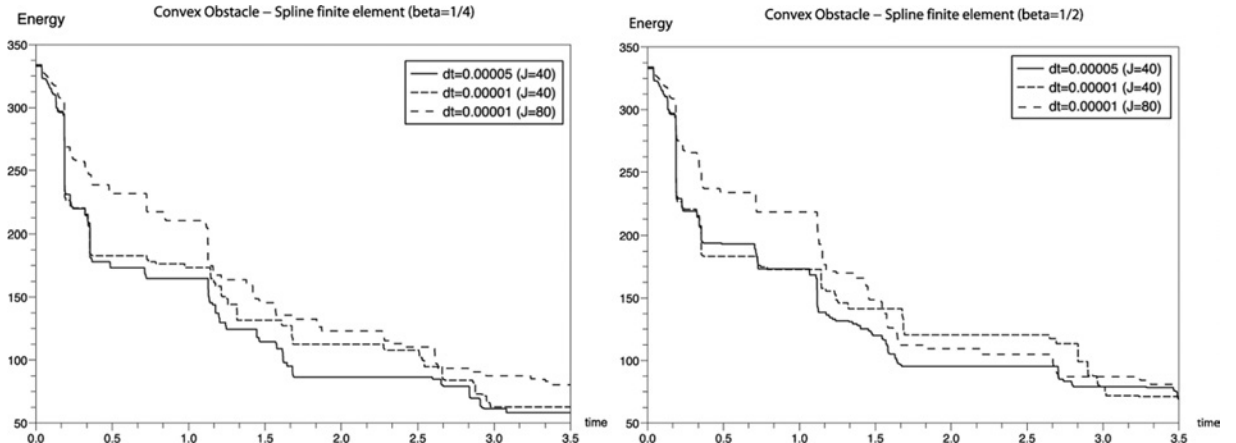 Convex Obstacle – Spline finite element (beta=1/4)
Energy
350
300
250
200
150
100
50
dt=0.00005 (J=40)
dt=0.00001 (J=40)
dt=0.00001 (J=80)
time
0.0 0.5 1.0 1.5 2.0 2.5 3.0 3.5
Convex Obstacle – Spline finite element (beta=1/2)
Energy
350
300
250
200
150
100
50
dt=0.00005 (J=40)
dt=0.00001 (J=40)
dt=0.00001 (J=80)
time
0.0 0.5 1.0 1.5 2.0 2.5 3.0 3.5